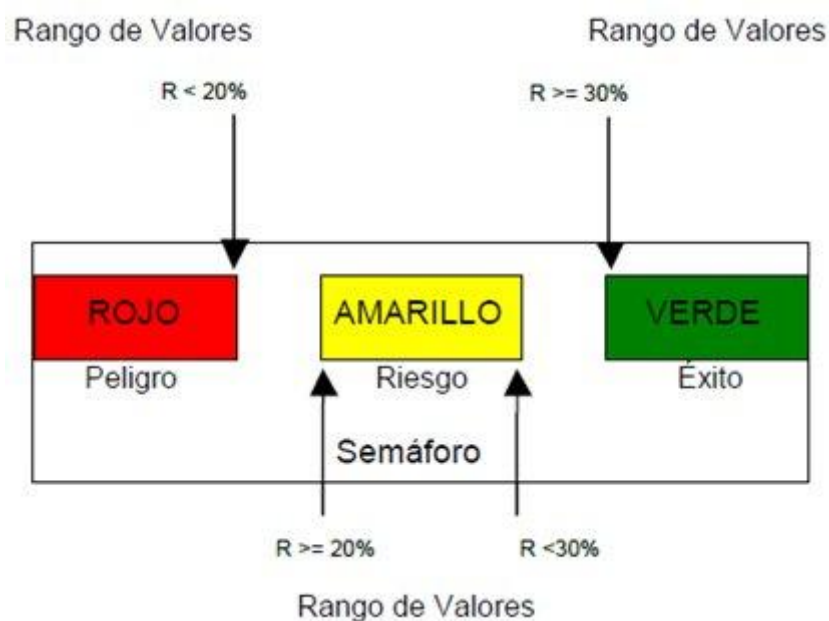 Rango de Valores
Rango de Valores
R < 20%
R >= 30%
ROJO
AMARILLO
VERDE
Peligro
Riesgo
Éxito
Semáforo
R >= 20%
R <30%
Rango de Valores